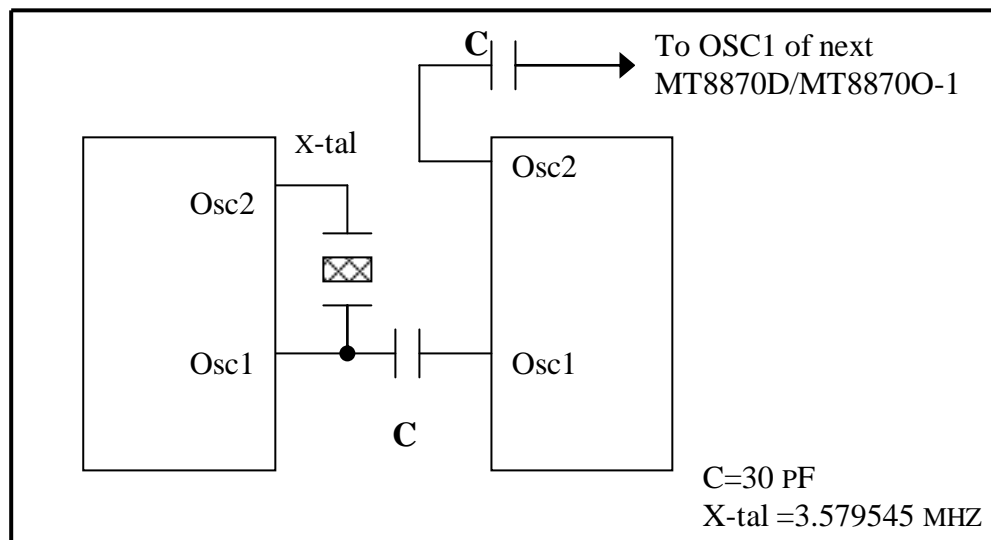 C
To OSC1 of next
MT8870D/MT8870O-1
X-tal
Osc2
Osc2
Osc1
Osc1
C
C=30 PF
X-tal =3.579545 MHZ